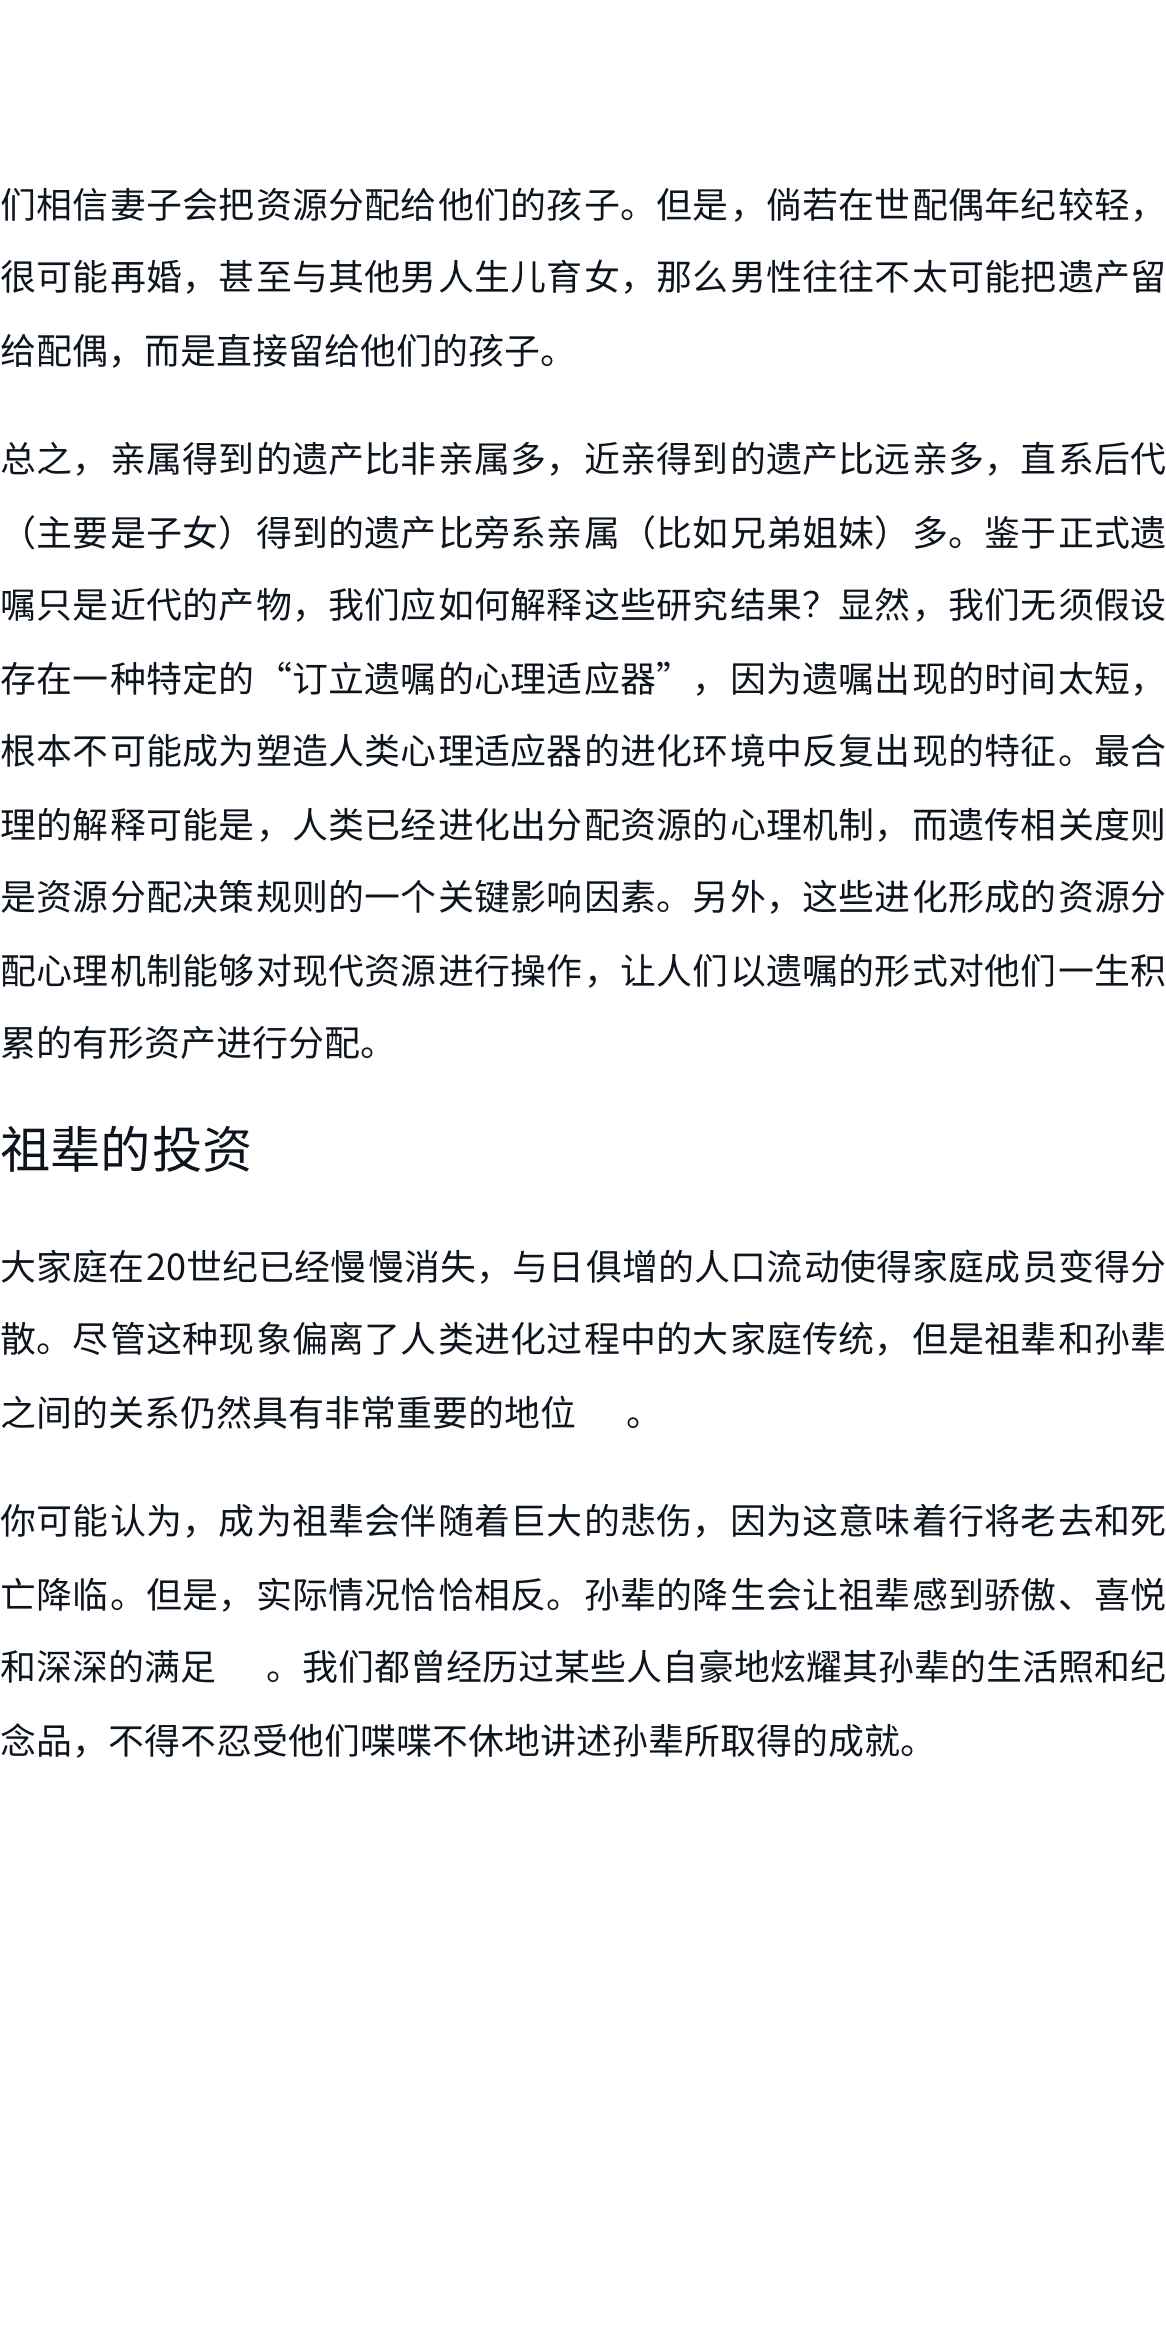 们相信妻子会把资源分配给他们的孩子。但是，倘若在世配偶年纪较轻，
很可能再婚，甚至与其他男人生儿育女，那么男性往往不太可能把遗产留
给配偶，而是直接留给他们的孩子。
总之，亲属得到的遗产比非亲属多，近亲得到的遗产比远亲多，直系后代
（主要是子女）得到的遗产比旁系亲属（比如兄弟姐妹）多。鉴于正式遗
嘱只是近代的产物，我们应如何解释这些研究结果？显然，我们无须假设
存在一种特定的“订立遗嘱的心理适应器”，因为遗嘱出现的时间太短，
根本不可能成为塑造人类心理适应器的进化环境中反复出现的特征。最合
理的解释可能是，人类已经进化出分配资源的心理机制，而遗传相关度则
是资源分配决策规则的一个关键影响因素。另外，这些进化形成的资源分
配心理机制能够对现代资源进行操作，让人们以遗嘱的形式对他们一生积
累的有形资产进行分配。
祖辈的投资
大家庭在20世纪已经慢慢消失，与日俱增的人口流动使得家庭成员变得分
散。尽管这种现象偏离了人类进化过程中的大家庭传统，但是祖辈和孙辈
之间的关系仍然具有非常重要的地位 。
你可能认为，成为祖辈会伴随着巨大的悲伤，因为这意味着行将老去和死
亡降临。但是，实际情况恰恰相反。孙辈的降生会让祖辈感到骄傲、喜悦
和深深的满足 。我们都曾经历过某些人自豪地炫耀其孙辈的生活照和纪
念品，不得不忍受他们喋喋不休地讲述孙辈所取得的成就。